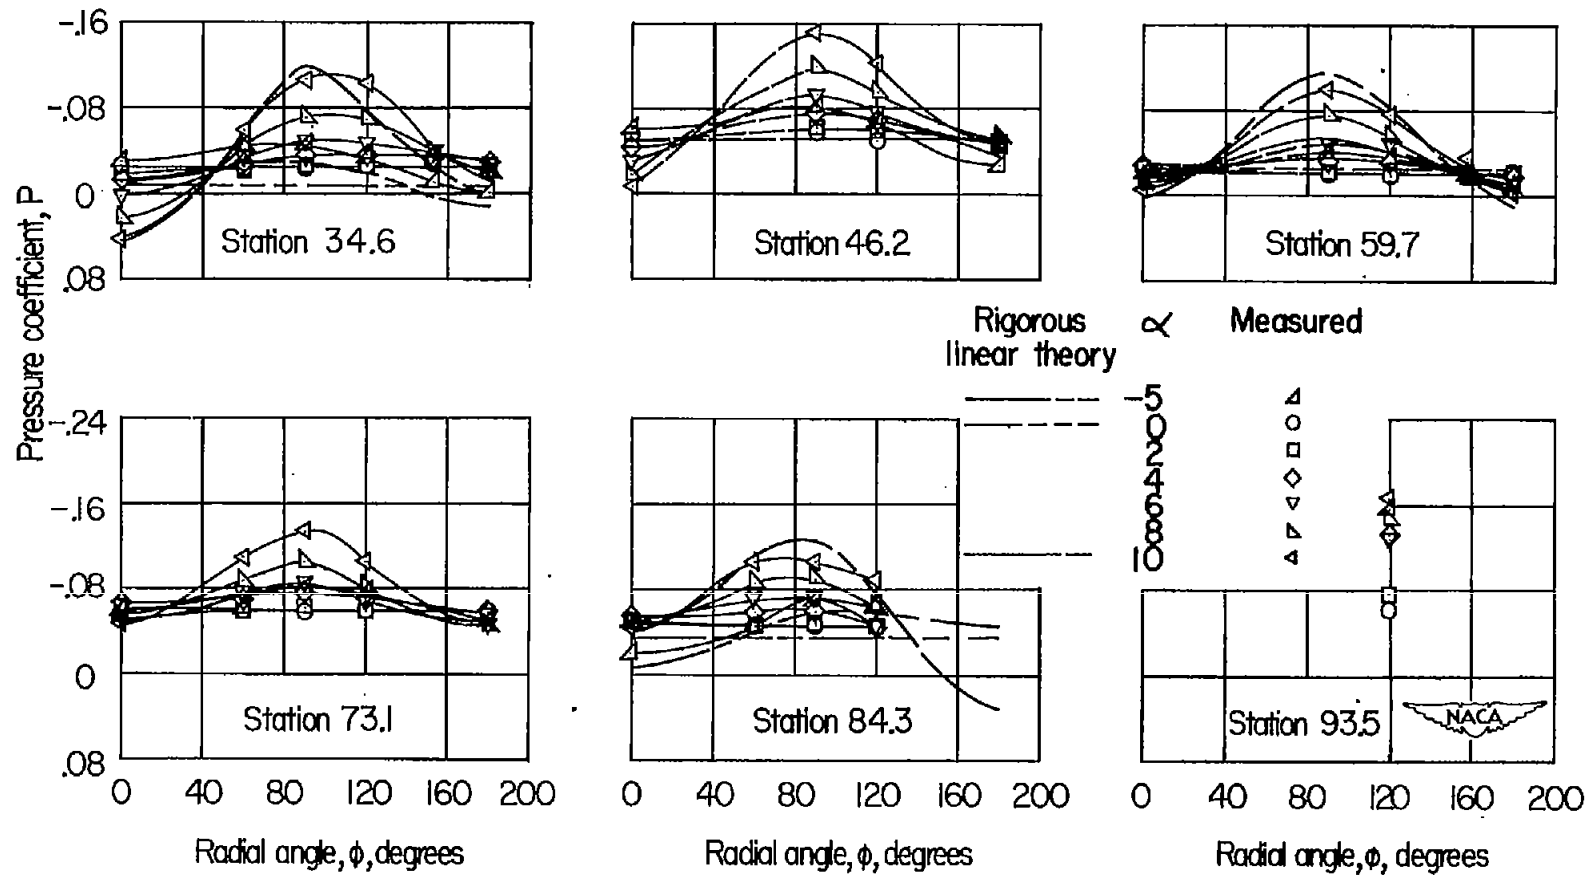 Pressure coefficient, P
-.16
-.08
0
.08
Station 34.6
Station 46.2
Station 59.7
Rigorous linear theory
α
Measured
-5
0
2
4
6
8
10
-.24
-.16
-.08
0
.08
Station 73.1
Station 84.3
Station 93.5
NACA
0 40 80 120 160 200
0 40 80 120 160 200
0 40 80 120 160 200
Radial angle, ϕ, degrees
Radial angle, ϕ, degrees
Radial angle, ϕ, degrees